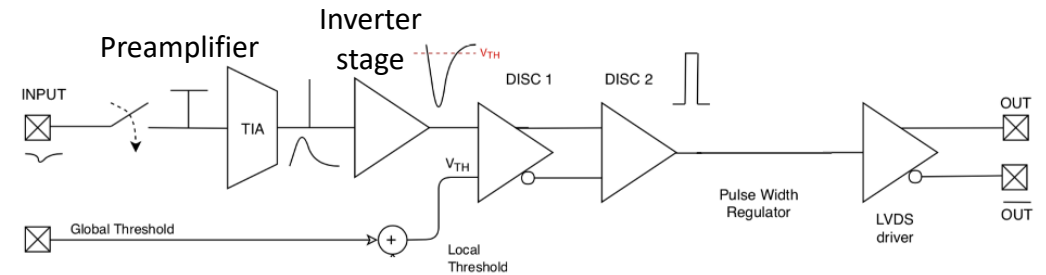 Preamplifier
Inverter
stage
INPUT
TIA
V_TH
DISC 1
DISC 2
V_TH
Global Threshold
+
Local
Threshold
Pulse Width
Regulator
LVDS
driver
OUT
OUT